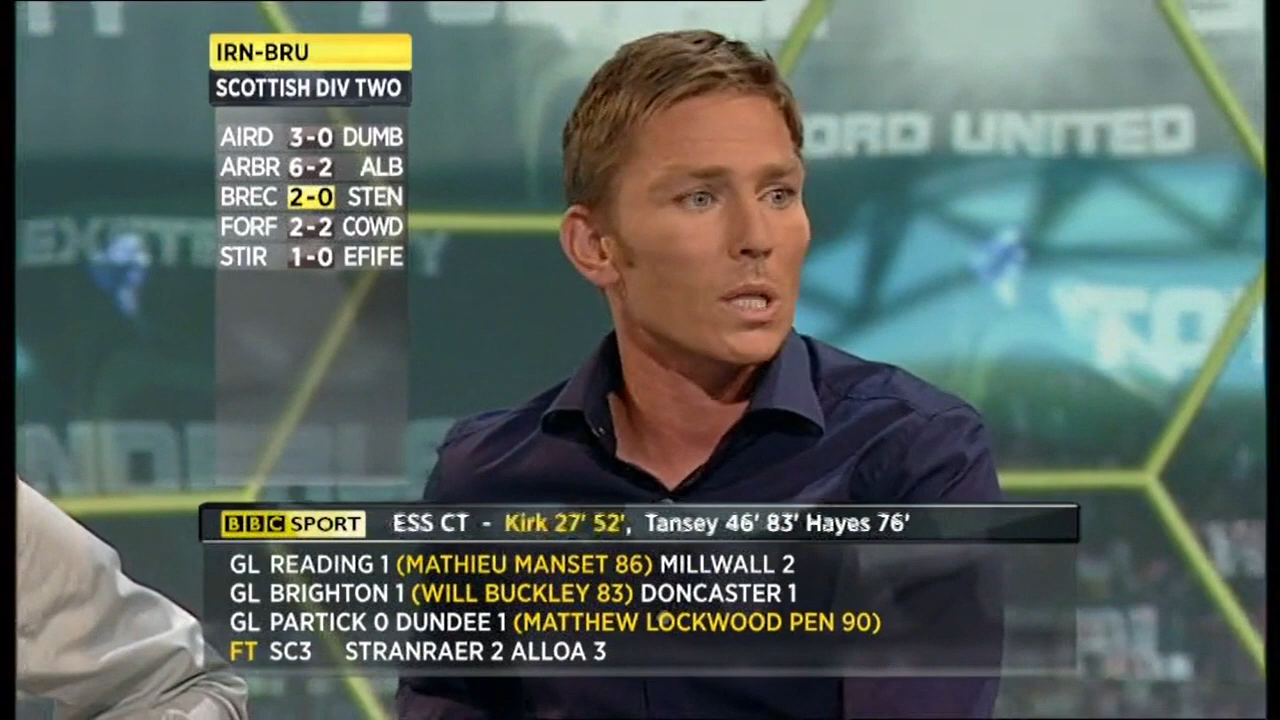 IRN-BRU
SCOTTISH DIV TWO
AIRD 3-0 DUMB
ARBR 6-2 ALB
BREC 2-0 STEN
FORF 2-2 COWD
STIR 1-0 EFIFE
ORD UNITED
BBC SPORT ESS CT - Kirk 27' 52', Tansey 46' 83' Hayes 76'
GL READING 1 (MATHIEU MANSET 86) MILLWALL 2
GL BRIGHTON 1 (WILL BUCKLEY 83) DONCASTER 1
GL PARTICK 0 DUNDEE 1 (MATTHEW LOCKWOOD PEN 90)
FT SC3 STRANRAER 2 ALLOA 3